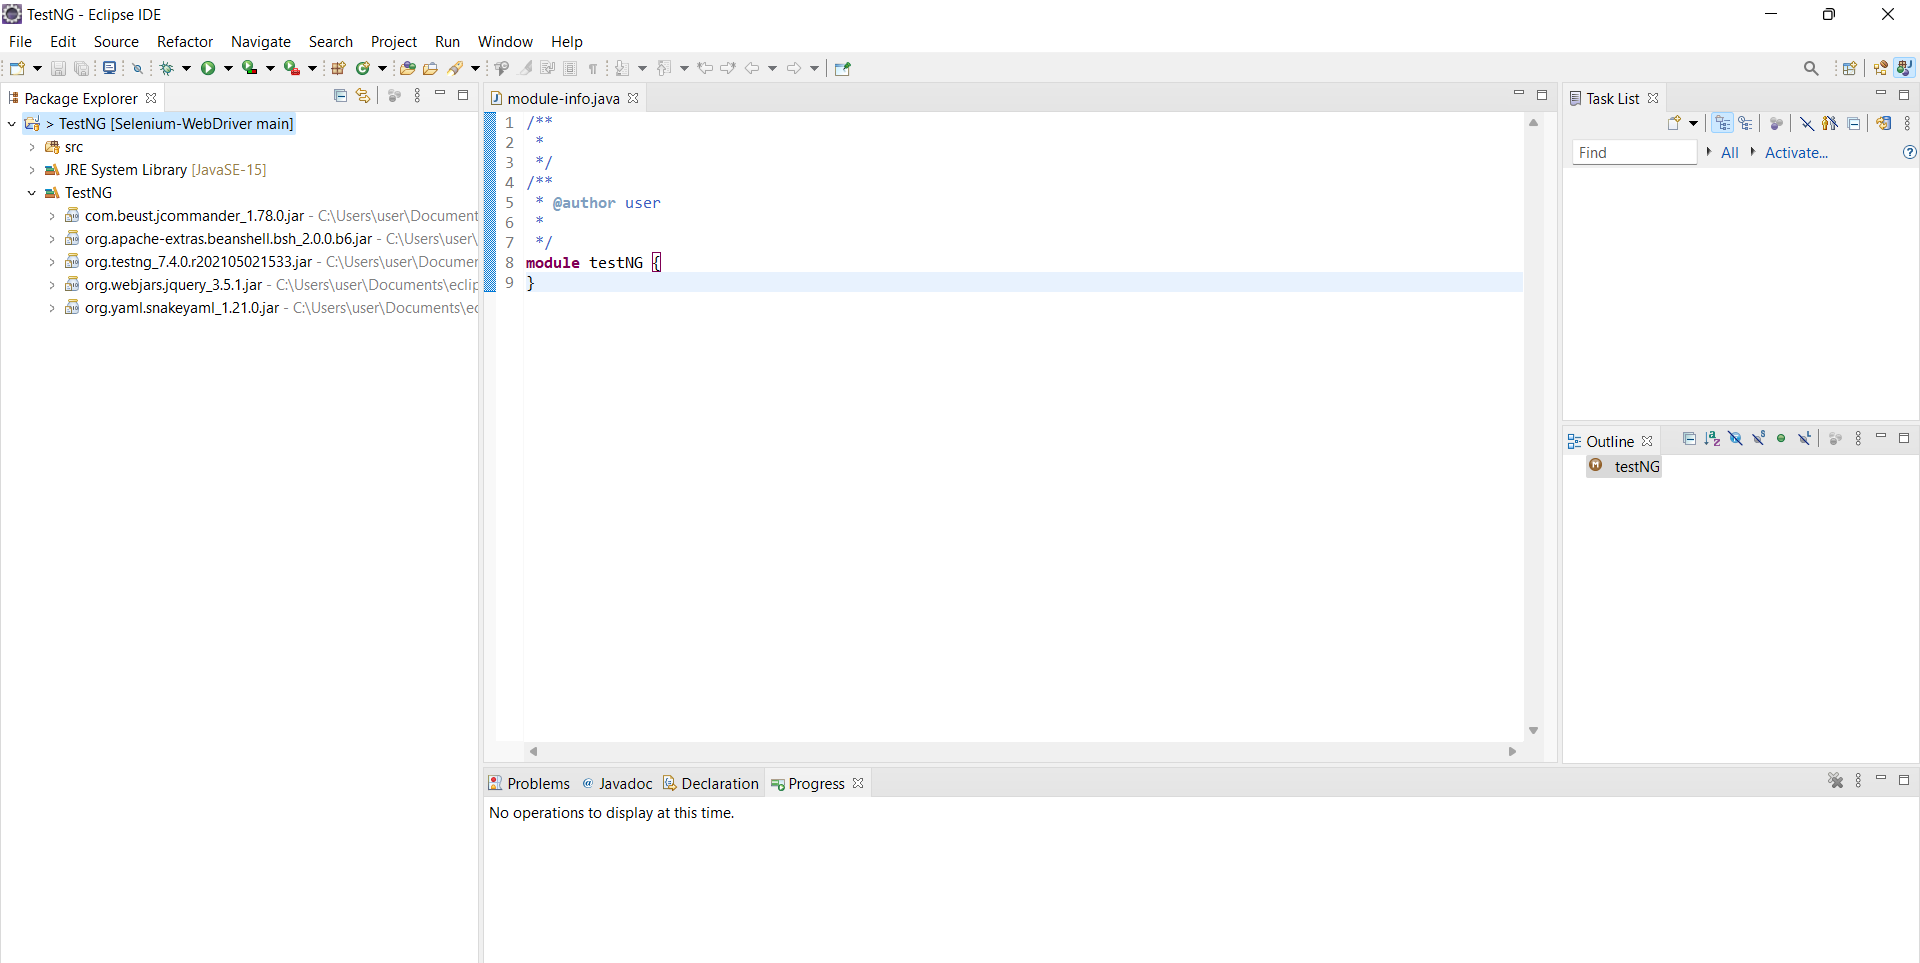 TestNG - Eclipse IDE
File Edit Source Refactor Navigate Search Project Run Window Help
Package Explorer
> TestNG [Selenium-WebDriver main]
src
JRE System Library [JavaSE-15]
TestNG
com.beust.jcommander_1.78.0.jar - C:\Users\user\Document
org.apache-extras.beanshell.bsh_2.0.0.b6.jar - C:\Users\user\
org.testng_7.4.0.r202105021533.jar - C:\Users\user\Documer
org.webjars.jquery_3.5.1.jar - C:\Users\user\Documents\eclip
org.yaml.snakeyaml_1.21.0.jar - C:\Users\user\Documents\ec
module-info.java
1 /**
2 *
3 */
4 /**
5 * @author user
6 *
7 */
8 module testNG {
9 }
Task List
Find All Activate...
Outline
testNG
Problems @ Javadoc Declaration Progress
No operations to display at this time.